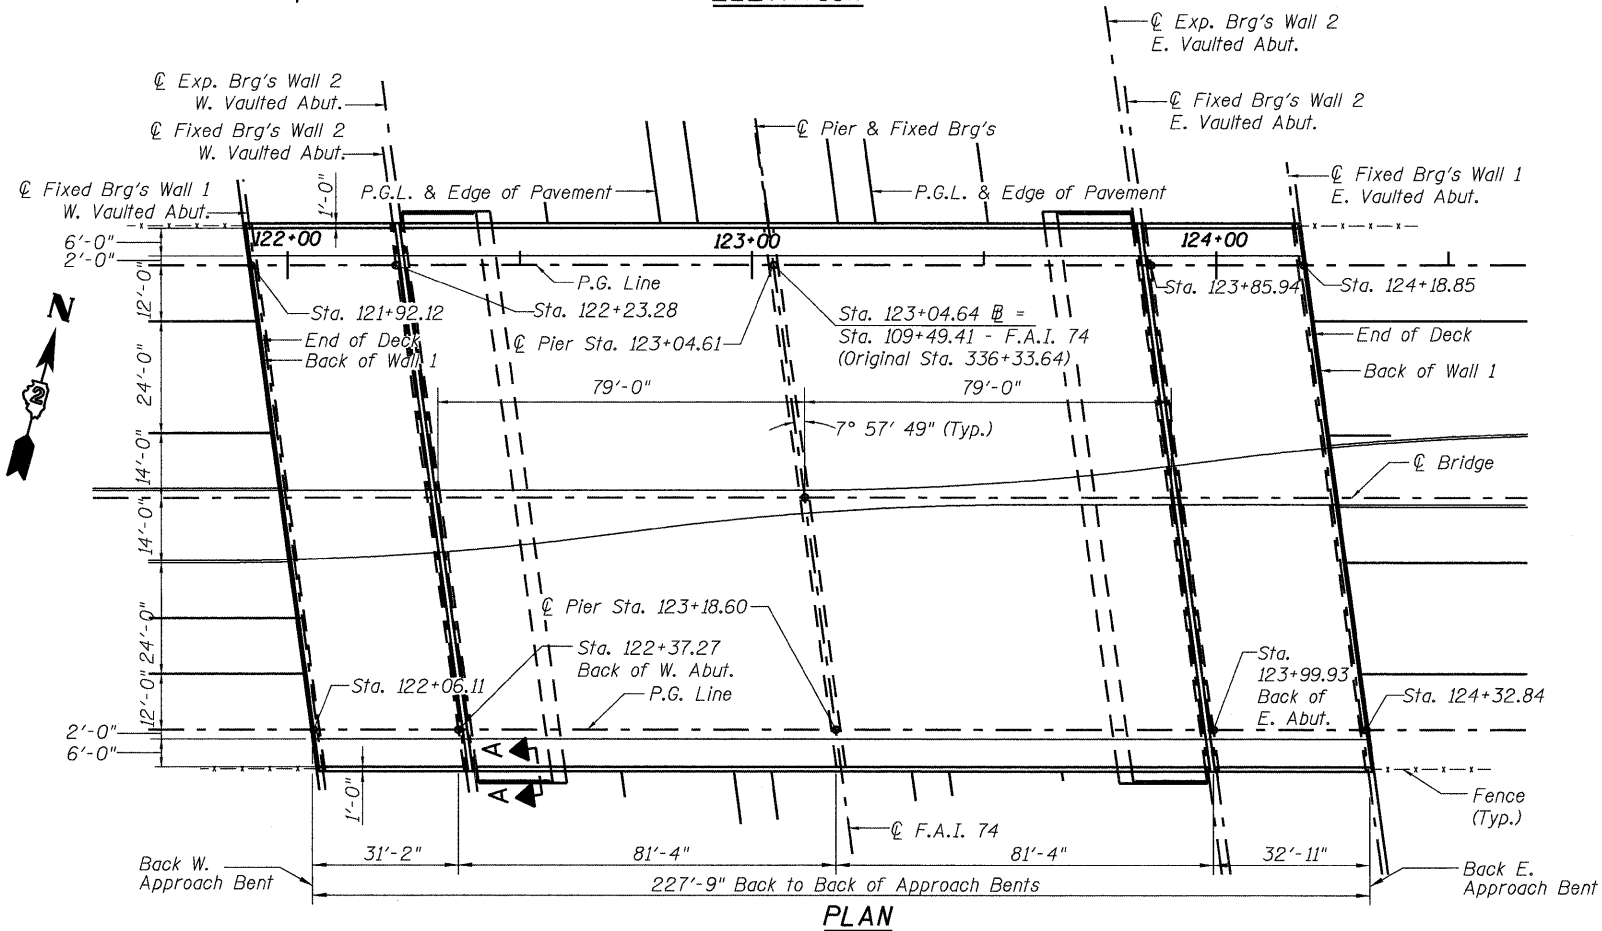 ℄ Exp. Brg's Wall 2
E. Vaulted Abut.
℄ Exp. Brg's Wall 2
W. Vaulted Abut.
℄ Fixed Brg's Wall 2
E. Vaulted Abut.
℄ Fixed Brg's Wall 2
W. Vaulted Abut.
℄ Pier & Fixed Brg's
℄ Fixed Brg's Wall 1
W. Vaulted Abut.
1'-0"
P.G.L. & Edge of Pavement
P.G.L. & Edge of Pavement
℄ Fixed Brg's Wall 1
E. Vaulted Abut.
6'-0"
2'-0"
122+00
123+00
124+00
P.G. Line
Sta. 121+92.12
Sta. 122+23.28
Sta. 123+85.94
Sta. 124+18.85
12'-0"
Sta. 123+04.64 ⅊ =
Sta. 109+49.41 - F.A.I. 74
(Original Sta. 336+33.64)
℄ Pier Sta. 123+04.61
End of Deck
Back of Wall 1
End of Deck
Back of Wall 1
N
2
24'-0"
79'-0"
79'-0"
7° 57' 49" (Typ.)
14'-0"
℄ Bridge
14'-0"
℄ Pier Sta. 123+18.60
24'-0"
Sta. 122+37.27
Back of W. Abut.
P.G. Line
Sta. 122+06.11
Sta.
123+99.93
Back of
E. Abut.
Sta. 124+32.84
12'-0"
2'-0"
6'-0"
A
A
1'-0"
Fence
(Typ.)
℄ F.A.I. 74
31'-2"
81'-4"
81'-4"
32'-11"
Back W.
Approach Bent
227'-9" Back to Back of Approach Bents
Back E.
Approach Bent
PLAN